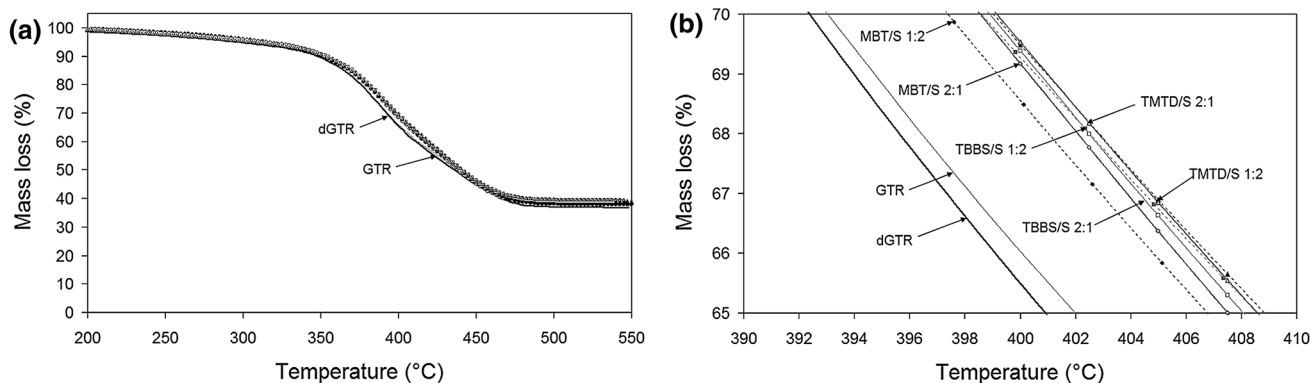 (a)
100
90
80
70
60
50
40
30
20
10
0
Mass loss (%)
dGTR
GTR
200 250 300 350 400 450 500 550
Temperature (°C)
(b)
70
69
68
67
66
65
Mass loss (%)
MBT/S 1:2
MBT/S 2:1
TMTD/S 2:1
TBBS/S 1:2
TMTD/S 1:2
GTR
TBBS/S 2:1
dGTR
390 392 394 396 398 400 402 404 406 408 410
Temperature (°C)